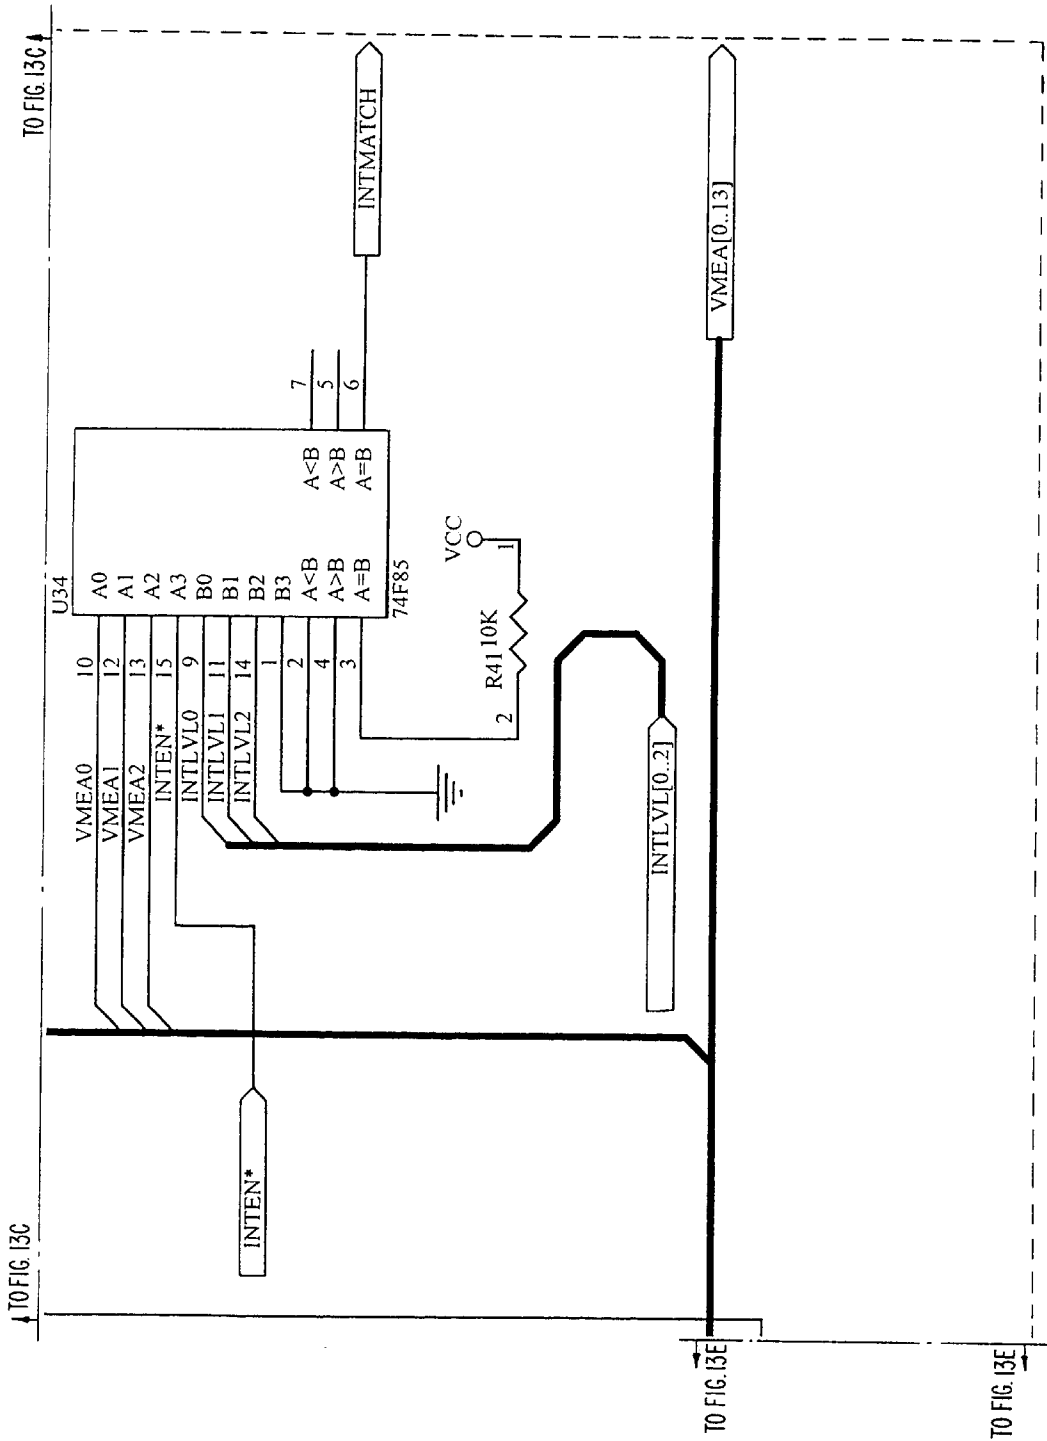 TO FIG. 13C
TO FIG. 13C
U34
VMEA0 10 A0
VMEA1 12 A1
VMEA2 13 A2
INTEN* 15 A3
INTLVL0 9 B0
INTLVL1 11 B1
INTLVL2 14 B2
1 B3
2 A<B A<B 7
4 A>B A>B 5
3 A=B A=B 6
74F85
INTMATCH
INTEN*
VCC
2 R41 10K 1
INTLVL[0..2]
VMEA[0..13]
TO FIG. 13E
TO FIG. 13E